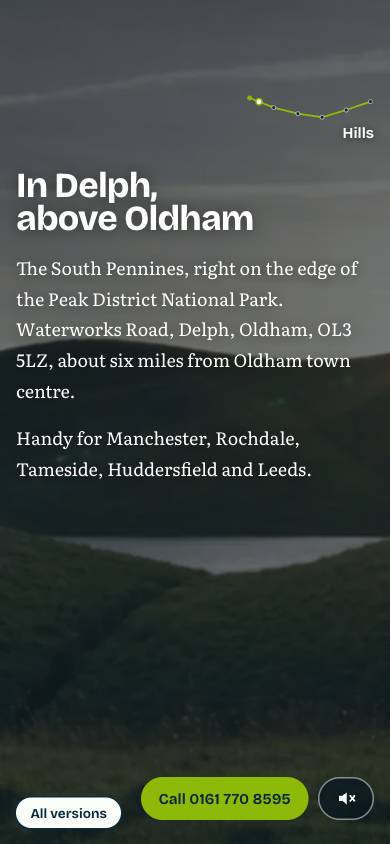 Hills
In Delph,
above Oldham
The South Pennines, right on the edge of
the Peak District National Park.
Waterworks Road, Delph, Oldham, OL3
5LZ, about six miles from Oldham town
centre.
Handy for Manchester, Rochdale,
Tameside, Huddersfield and Leeds.
Call 0161 770 8595
All versions